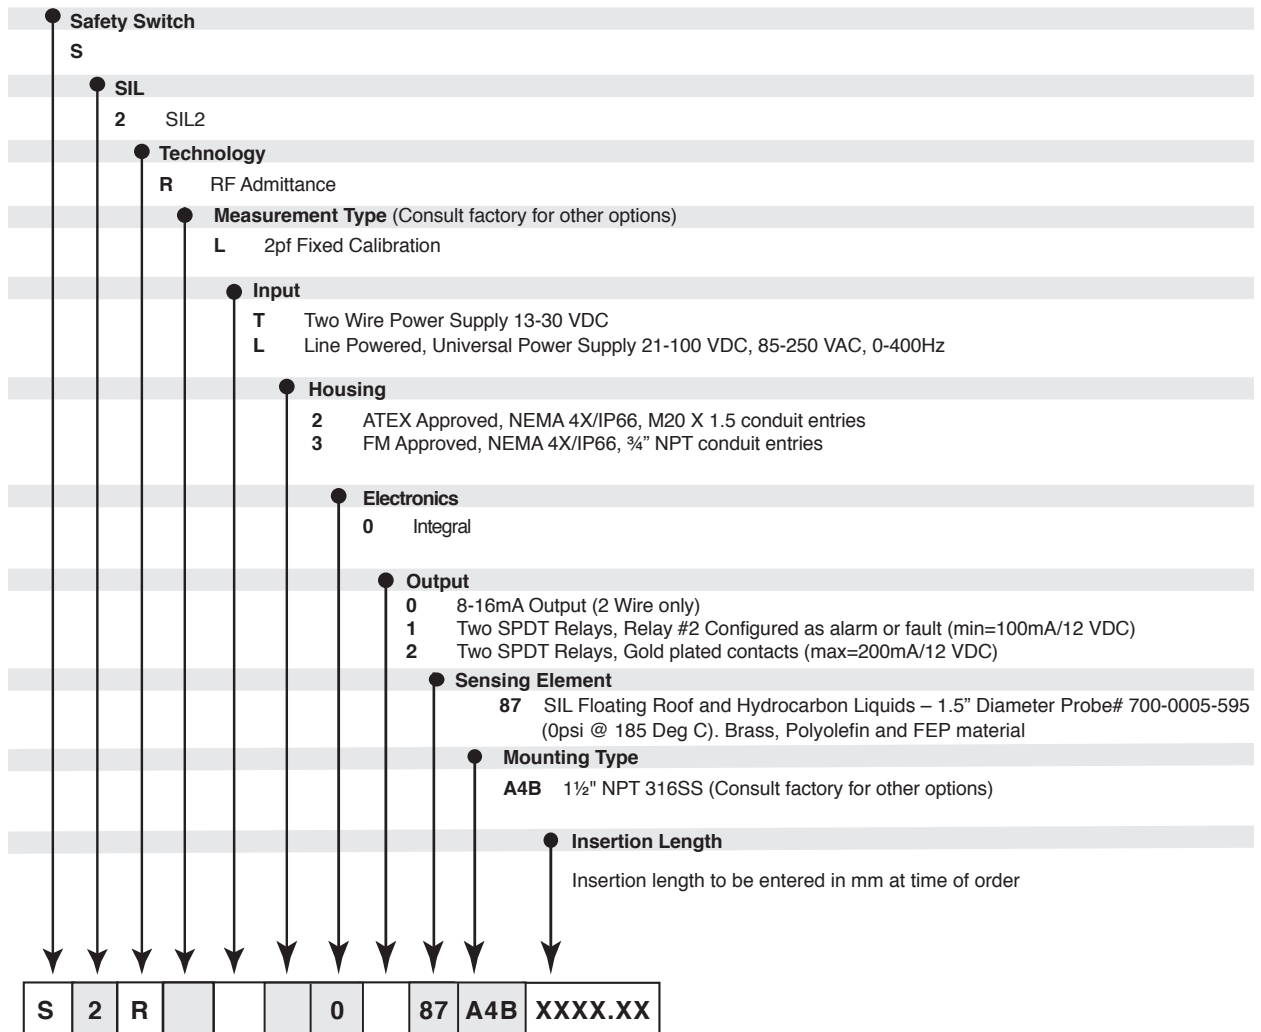 Safety Switch
S
SIL
2 SIL2
Technology
R RF Admittance
Measurement Type (Consult factory for other options)
L 2pf Fixed Calibration
Input
T Two Wire Power Supply 13-30 VDC
L Line Powered, Universal Power Supply 21-100 VDC, 85-250 VAC, 0-400Hz
Housing
2 ATEX Approved, NEMA 4X/IP66, M20 X 1.5 conduit entries
3 FM Approved, NEMA 4X/IP66, ¾” NPT conduit entries
Electronics
0 Integral
Output
0 8-16mA Output (2 Wire only)
1 Two SPDT Relays, Relay #2 Configured as alarm or fault (min=100mA/12 VDC)
2 Two SPDT Relays, Gold plated contacts (max=200mA/12 VDC)
Sensing Element
87 SIL Floating Roof and Hydrocarbon Liquids – 1.5” Diameter Probe# 700-0005-595
(0psi @ 185 Deg C). Brass, Polyolefin and FEP material
Mounting Type
A4B 1½" NPT 316SS (Consult factory for other options)
Insertion Length
Insertion length to be entered in mm at time of order
S 2 R 0 87 A4B XXXX.XX